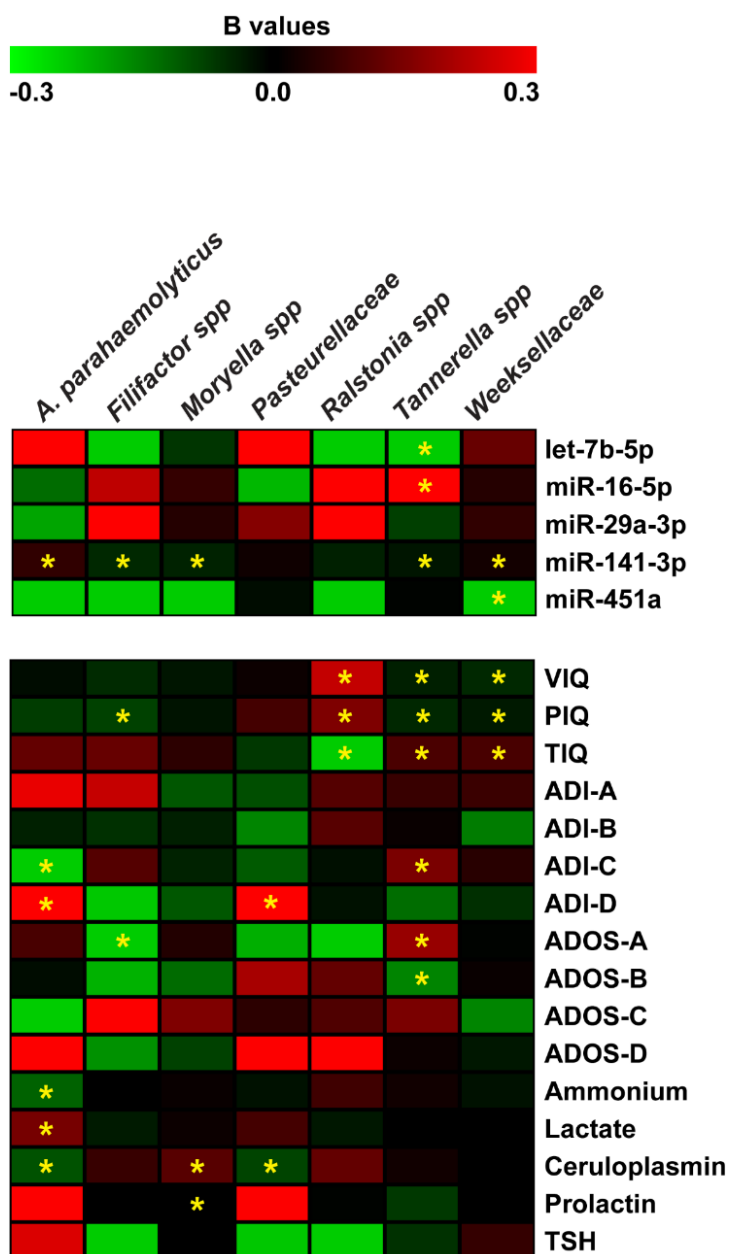 B values
-0.3 0.0 0.3
A. parahaemolyticus
Filifactor spp
Moryella spp
Pasteurellaceae
Ralstonia spp
Tannerella spp
Weeksellaceae
* let-7b-5p
* miR-16-5p
miR-29a-3p
* * * * * miR-141-3p
* miR-451a
* * * VIQ
* * * * PIQ
* * * TIQ
ADI-A
ADI-B
* * ADI-C
* * ADI-D
* * ADOS-A
* ADOS-B
ADOS-C
ADOS-D
* Ammonium
* Lactate
* * * Ceruloplasmin
* Prolactin
TSH